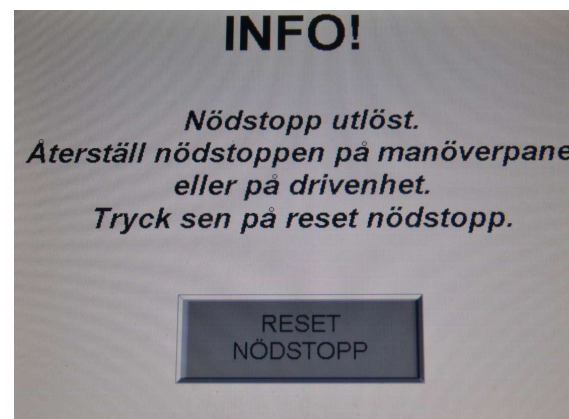 INFO!
Nödstopp utlöst.
Återställ nödstoppen på manöverpane
eller på drivenhet.
Tryck sen på reset nödstopp.
RESET
NÖDSTOPP